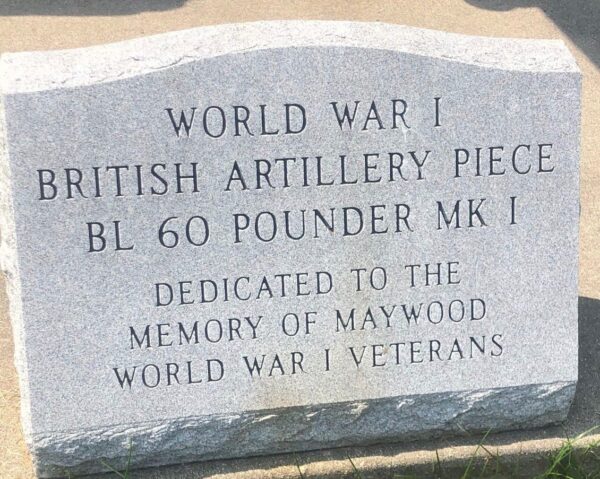 WORLD WAR I
BRITISH ARTILLERY PIECE
BL 60 POUNDER MK I
DEDICATED TO THE
MEMORY OF MAYWOOD
WORLD WAR I VETERANS